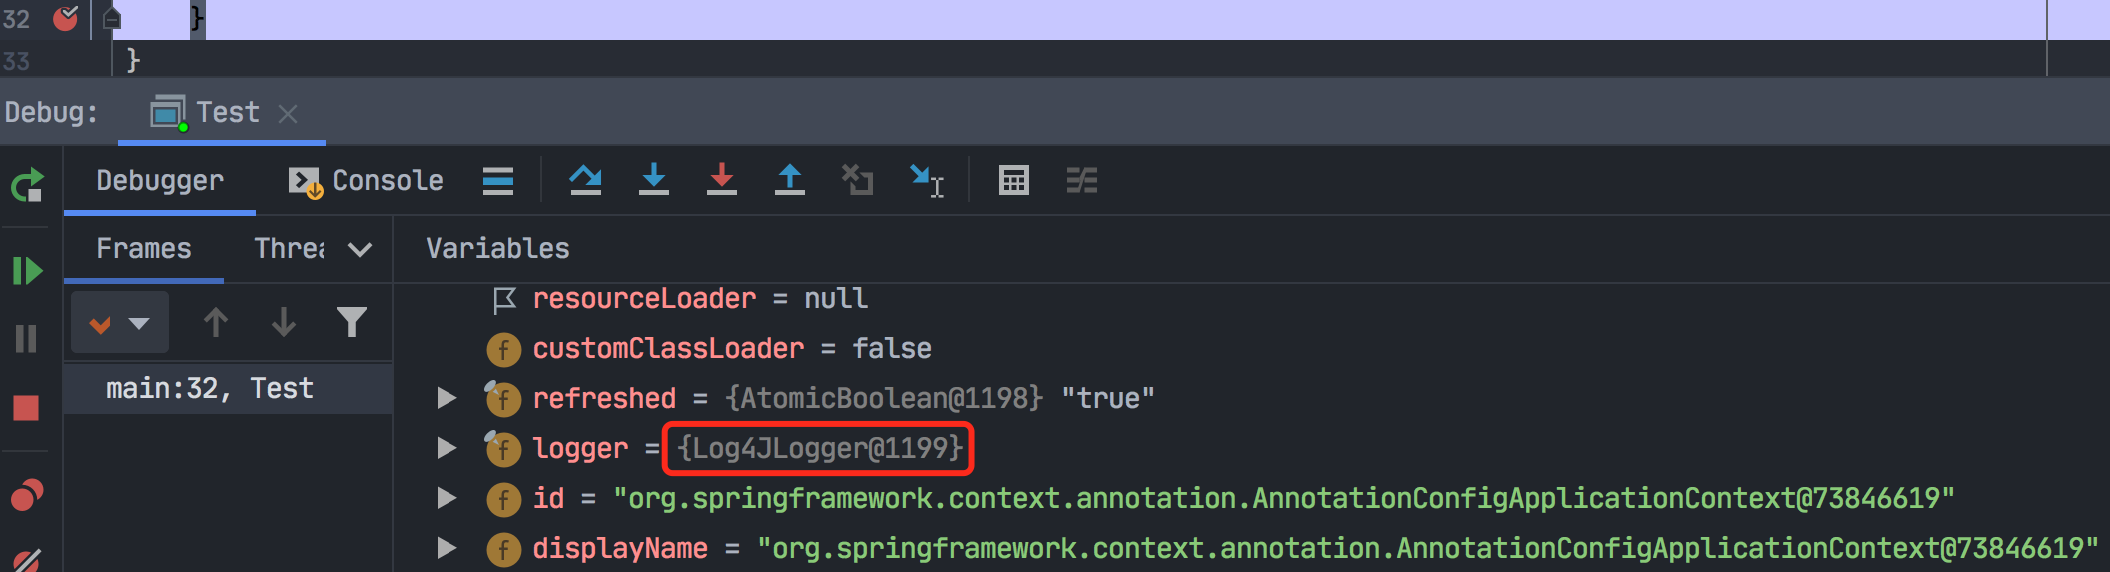 32 }
33 }
Debug: Test
Debugger Console
Frames Threa Variables
resourceLoader = null
f customClassLoader = false
f refreshed = {AtomicBoolean@1198} "true"
f logger = {Log4JLogger@1199}
f id = "org.springframework.context.annotation.AnnotationConfigApplicationContext@73846619"
main:32, Test
f displayName = "org.springframework.context.annotation.AnnotationConfigApplicationContext@73846619"